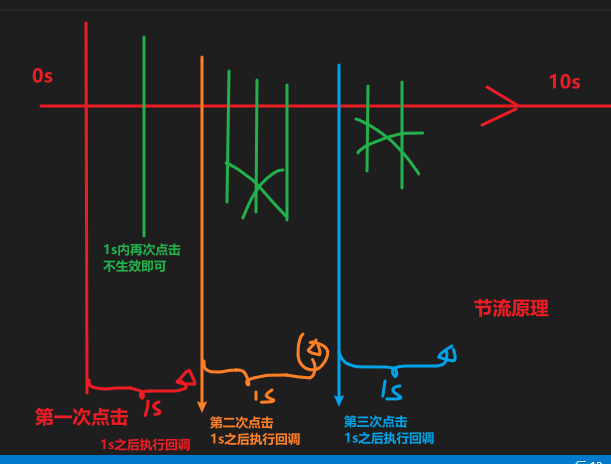 0s
10s
1s内再次点击
不生效即可
节流原理
1s
1s
1s
第一次点击
1s之后执行回调
第二次点击
1s之后执行回调
第三次点击
1s之后执行回调